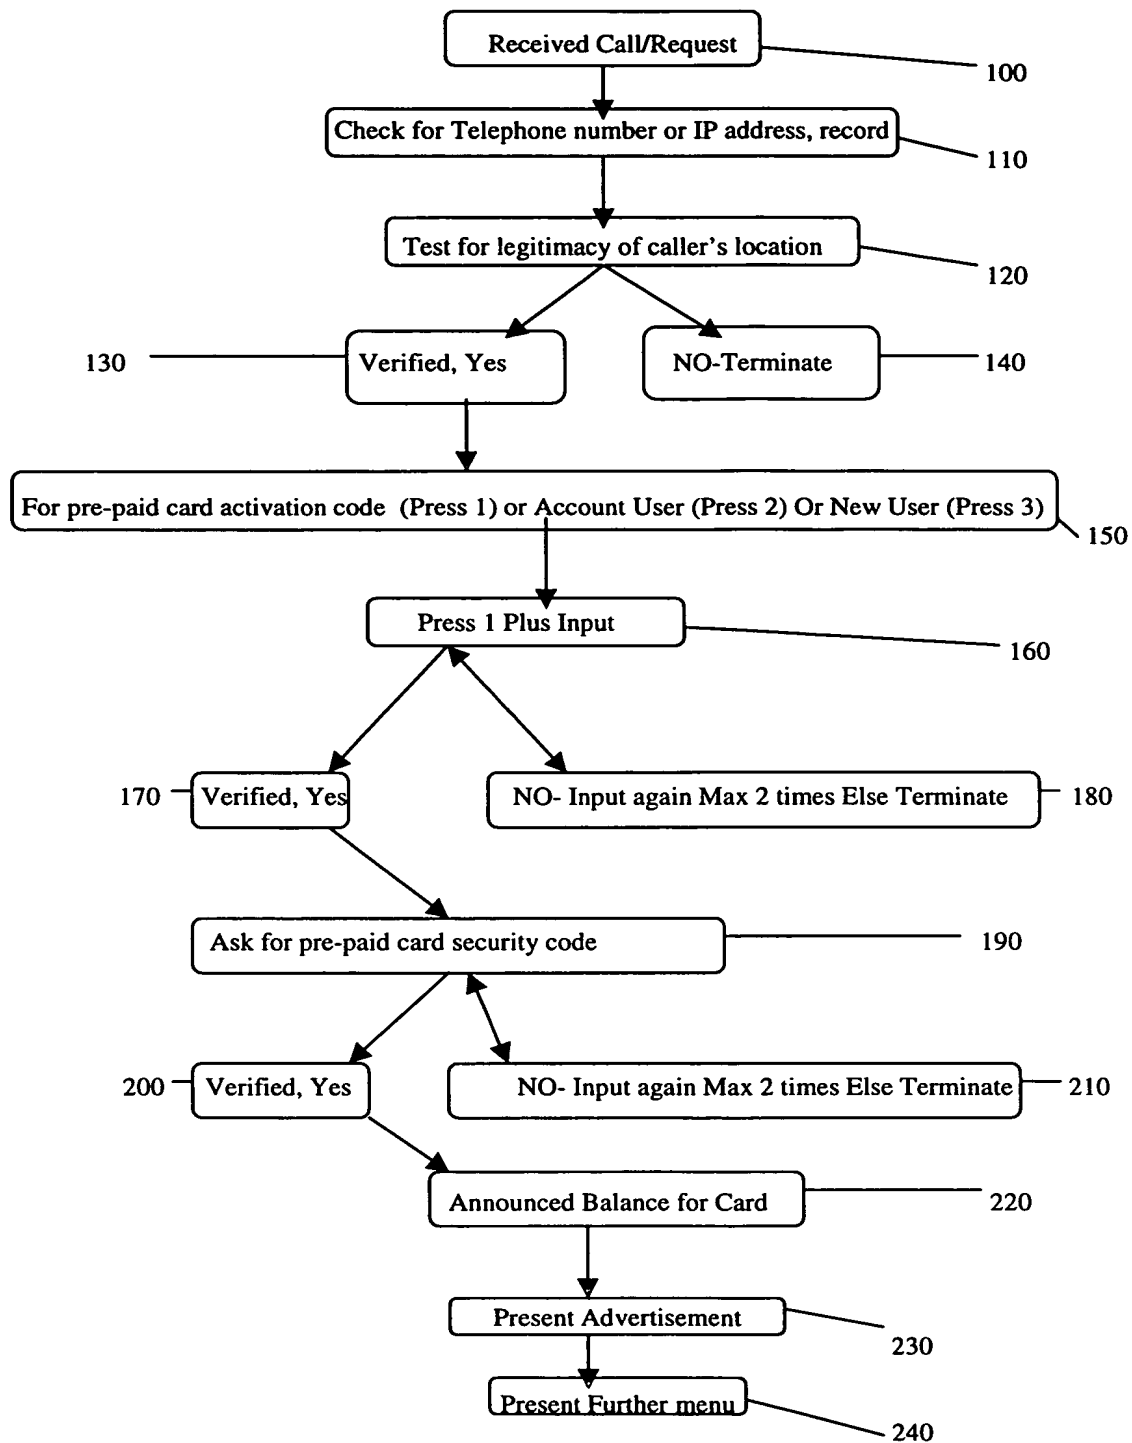 Received Call/Request
100
Check for Telephone number or IP address, record
110
Test for legitimacy of caller's location
120
130
Verified, Yes
NO-Terminate
140
For pre-paid card activation code (Press 1) or Account User (Press 2) Or New User (Press 3)
150
Press 1 Plus Input
160
170
Verified, Yes
NO- Input again Max 2 times Else Terminate
180
Ask for pre-paid card security code
190
200
Verified, Yes
NO- Input again Max 2 times Else Terminate
210
Announced Balance for Card
220
Present Advertisement
230
Present Further menu
240